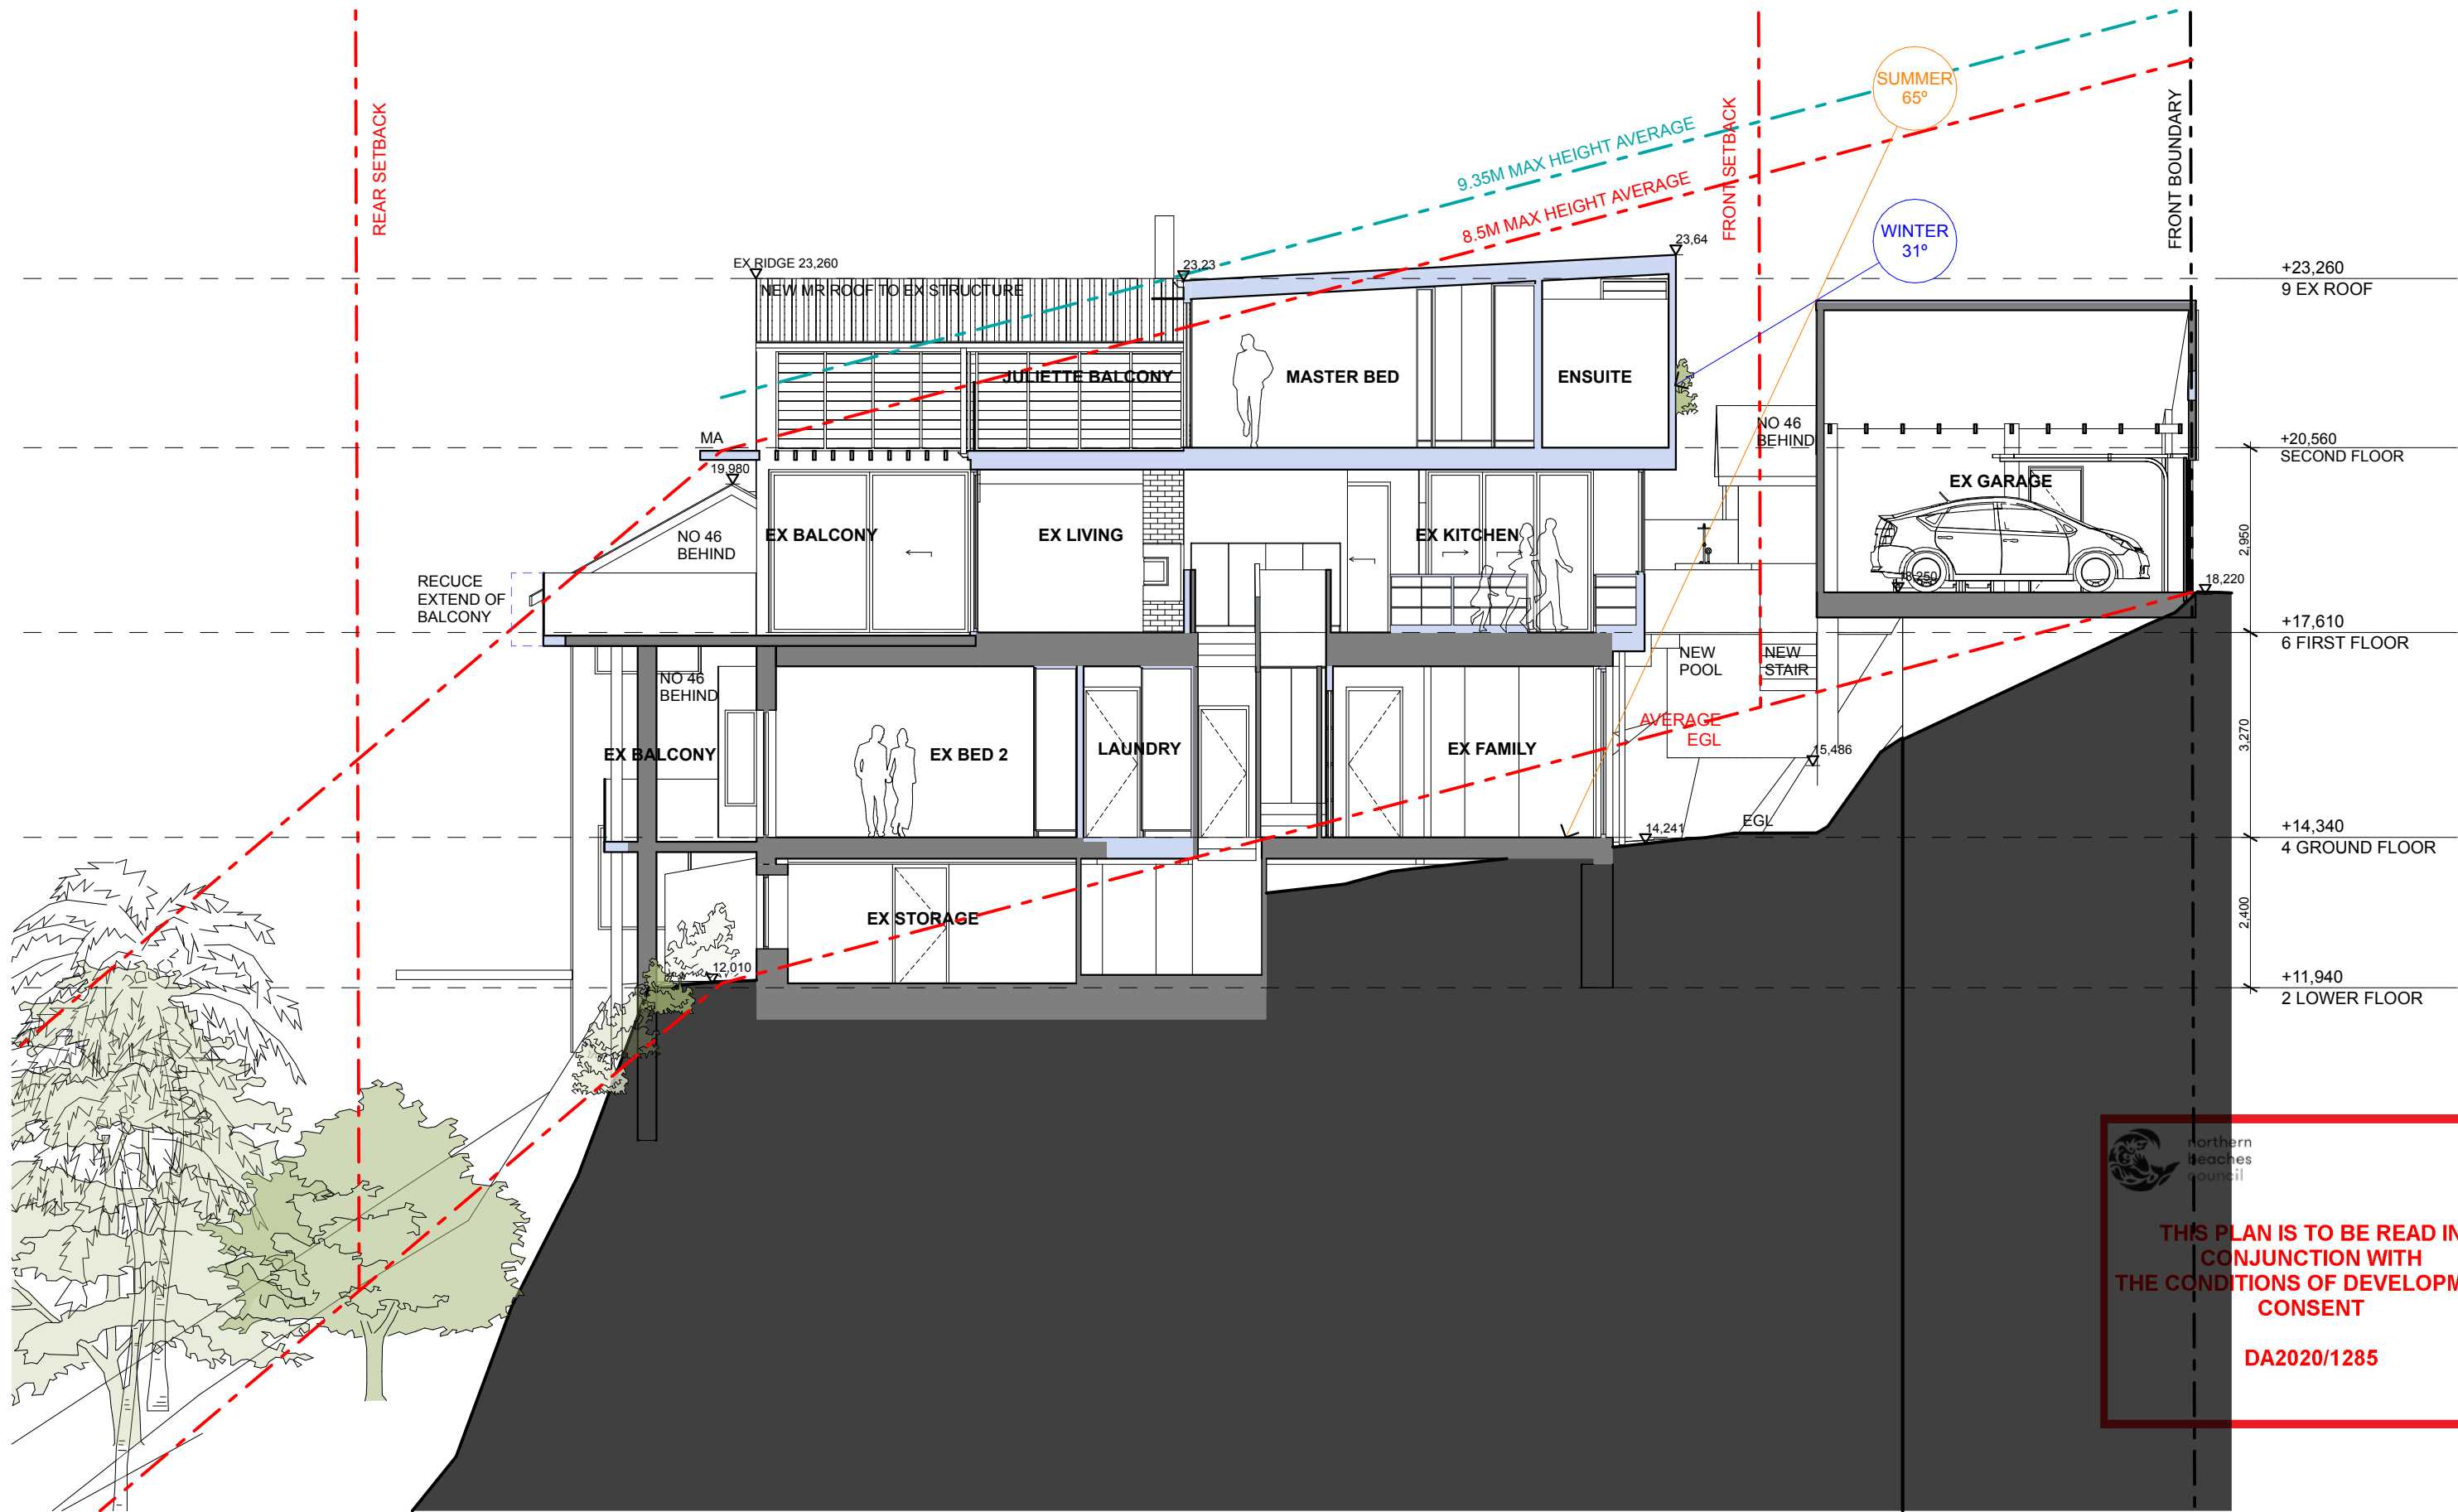 SUMMER
65º
REAR SETBACK
9.35M MAX HEIGHT AVERAGE
8.5M MAX HEIGHT AVERAGE
FRONT SETBACK
FRONT BOUNDARY
WINTER
31º
23,64
EX RIDGE 23,260
23,23
+23,260
9 EX ROOF
NEW MR ROOF TO EX STRUCTURE
JULIETTE BALCONY
MASTER BED
ENSUITE
NO 46
BEHIND
MA
+20,560
SECOND FLOOR
19,980
EX GARAGE
NO 46
BEHIND
EX BALCONY
EX LIVING
EX KITCHEN
2,950
RECUCE
EXTEND OF
BALCONY
18,250
18,220
+17,610
6 FIRST FLOOR
NO 46
BEHIND
NEW
POOL
NEW
STAIR
AVERAGE
EGL
EX BALCONY
EX BED 2
LAUNDRY
EX FAMILY
15,486
3,270
14,241
EGL
+14,340
4 GROUND FLOOR
EX STORAGE
2,400
12,010
+11,940
2 LOWER FLOOR
northern
beaches
council
THIS PLAN IS TO BE READ IN
CONJUNCTION WITH
THE CONDITIONS OF DEVELOPM
CONSENT
DA2020/1285